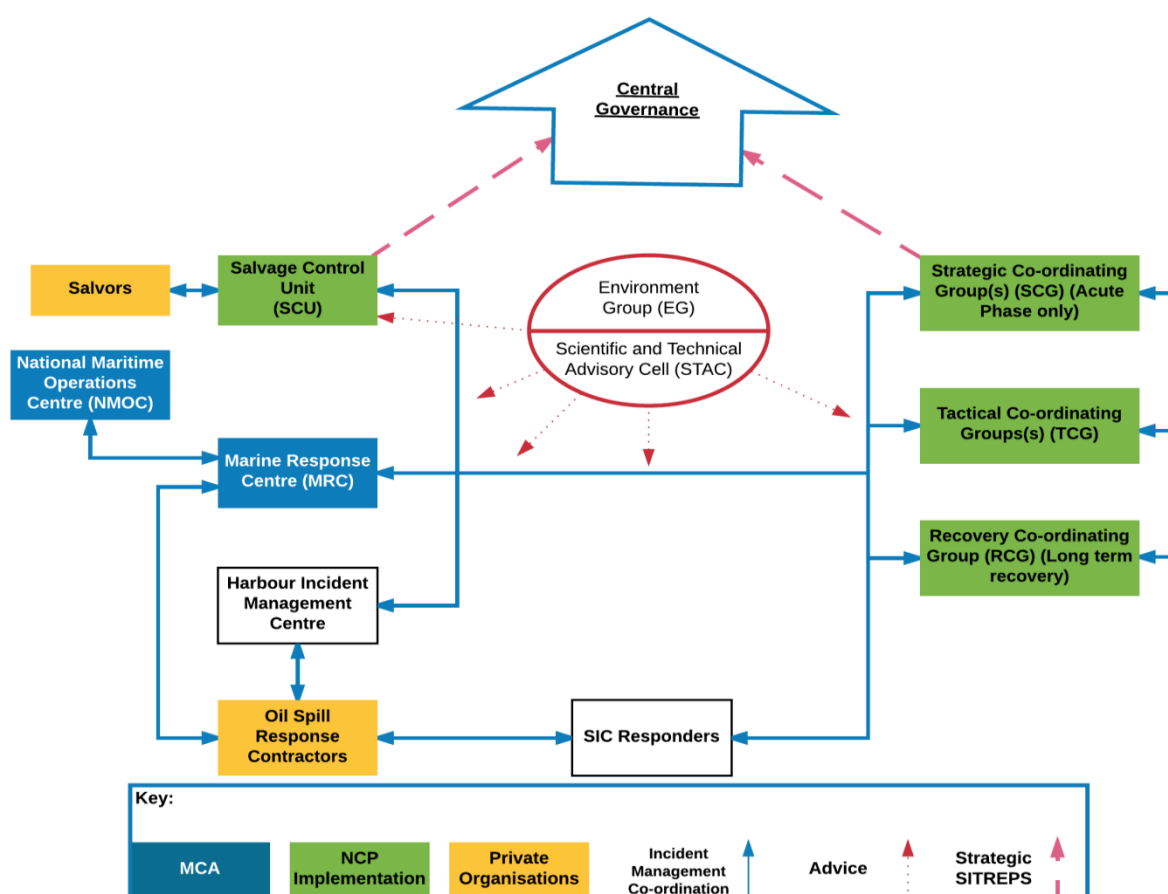 Central
Governance
Salvors
Salvage Control
Unit
(SCU)
Environment
Group (EG)
Scientific and Technical
Advisory Cell (STAC)
Strategic Co-ordinating
Group(s) (SCG) (Acute
Phase only)
National Maritime
Operations
Centre (NMOC)
Tactical Co-ordinating
Groups(s) (TCG)
Marine Response
Centre (MRC)
Recovery Co-ordinating
Group (RCG) (Long term
recovery)
Harbour Incident
Management
Centre
Oil Spill
Response
Contractors
SIC Responders
Key:
MCA
NCP
Implementation
Private
Organisations
Incident
Management
Co-ordination
Advice
Strategic
SITREPS